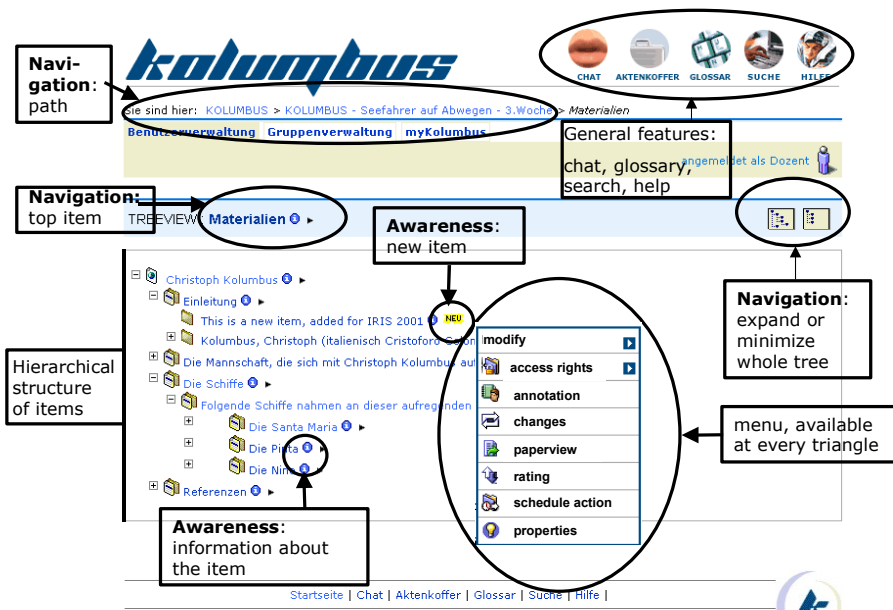 kolumbus
CHAT AKTENKOFFER GLOSSAR SUCHE HILFE
Navi-
gation:
path
Sie sind hier: KOLUMBUS > KOLUMBUS - Seefahrer auf Abwegen - 3.Woche > Materialien
Benutzerverwaltung Gruppenverwaltung myKolumbus
General features:
chat, glossary,
search, help
angemeldet als Dozent
Navigation:
top item
TREEVIEW: Materialien
Awareness:
new item
Navigation:
expand or
minimize
whole tree
Hierarchical
structure
of items
Christoph Kolumbus
Einleitung
This is a new item, added for IRIS 2001 NEU
Kolumbus, Christoph (italienisch Cristoforo Colom
Die Mannschaft, die sich mit Christoph Kolumbus auf
Die Schiffe
Folgende Schiffe nahmen an dieser aufregenden
Die Santa Maria
Die Pinta
Die Nina
Referenzen
modify
access rights
annotation
changes
paperview
rating
schedule action
properties
menu, available
at every triangle
Awareness:
information about
the item
Startseite | Chat | Aktenkoffer | Glossar | Suche | Hilfe |
k